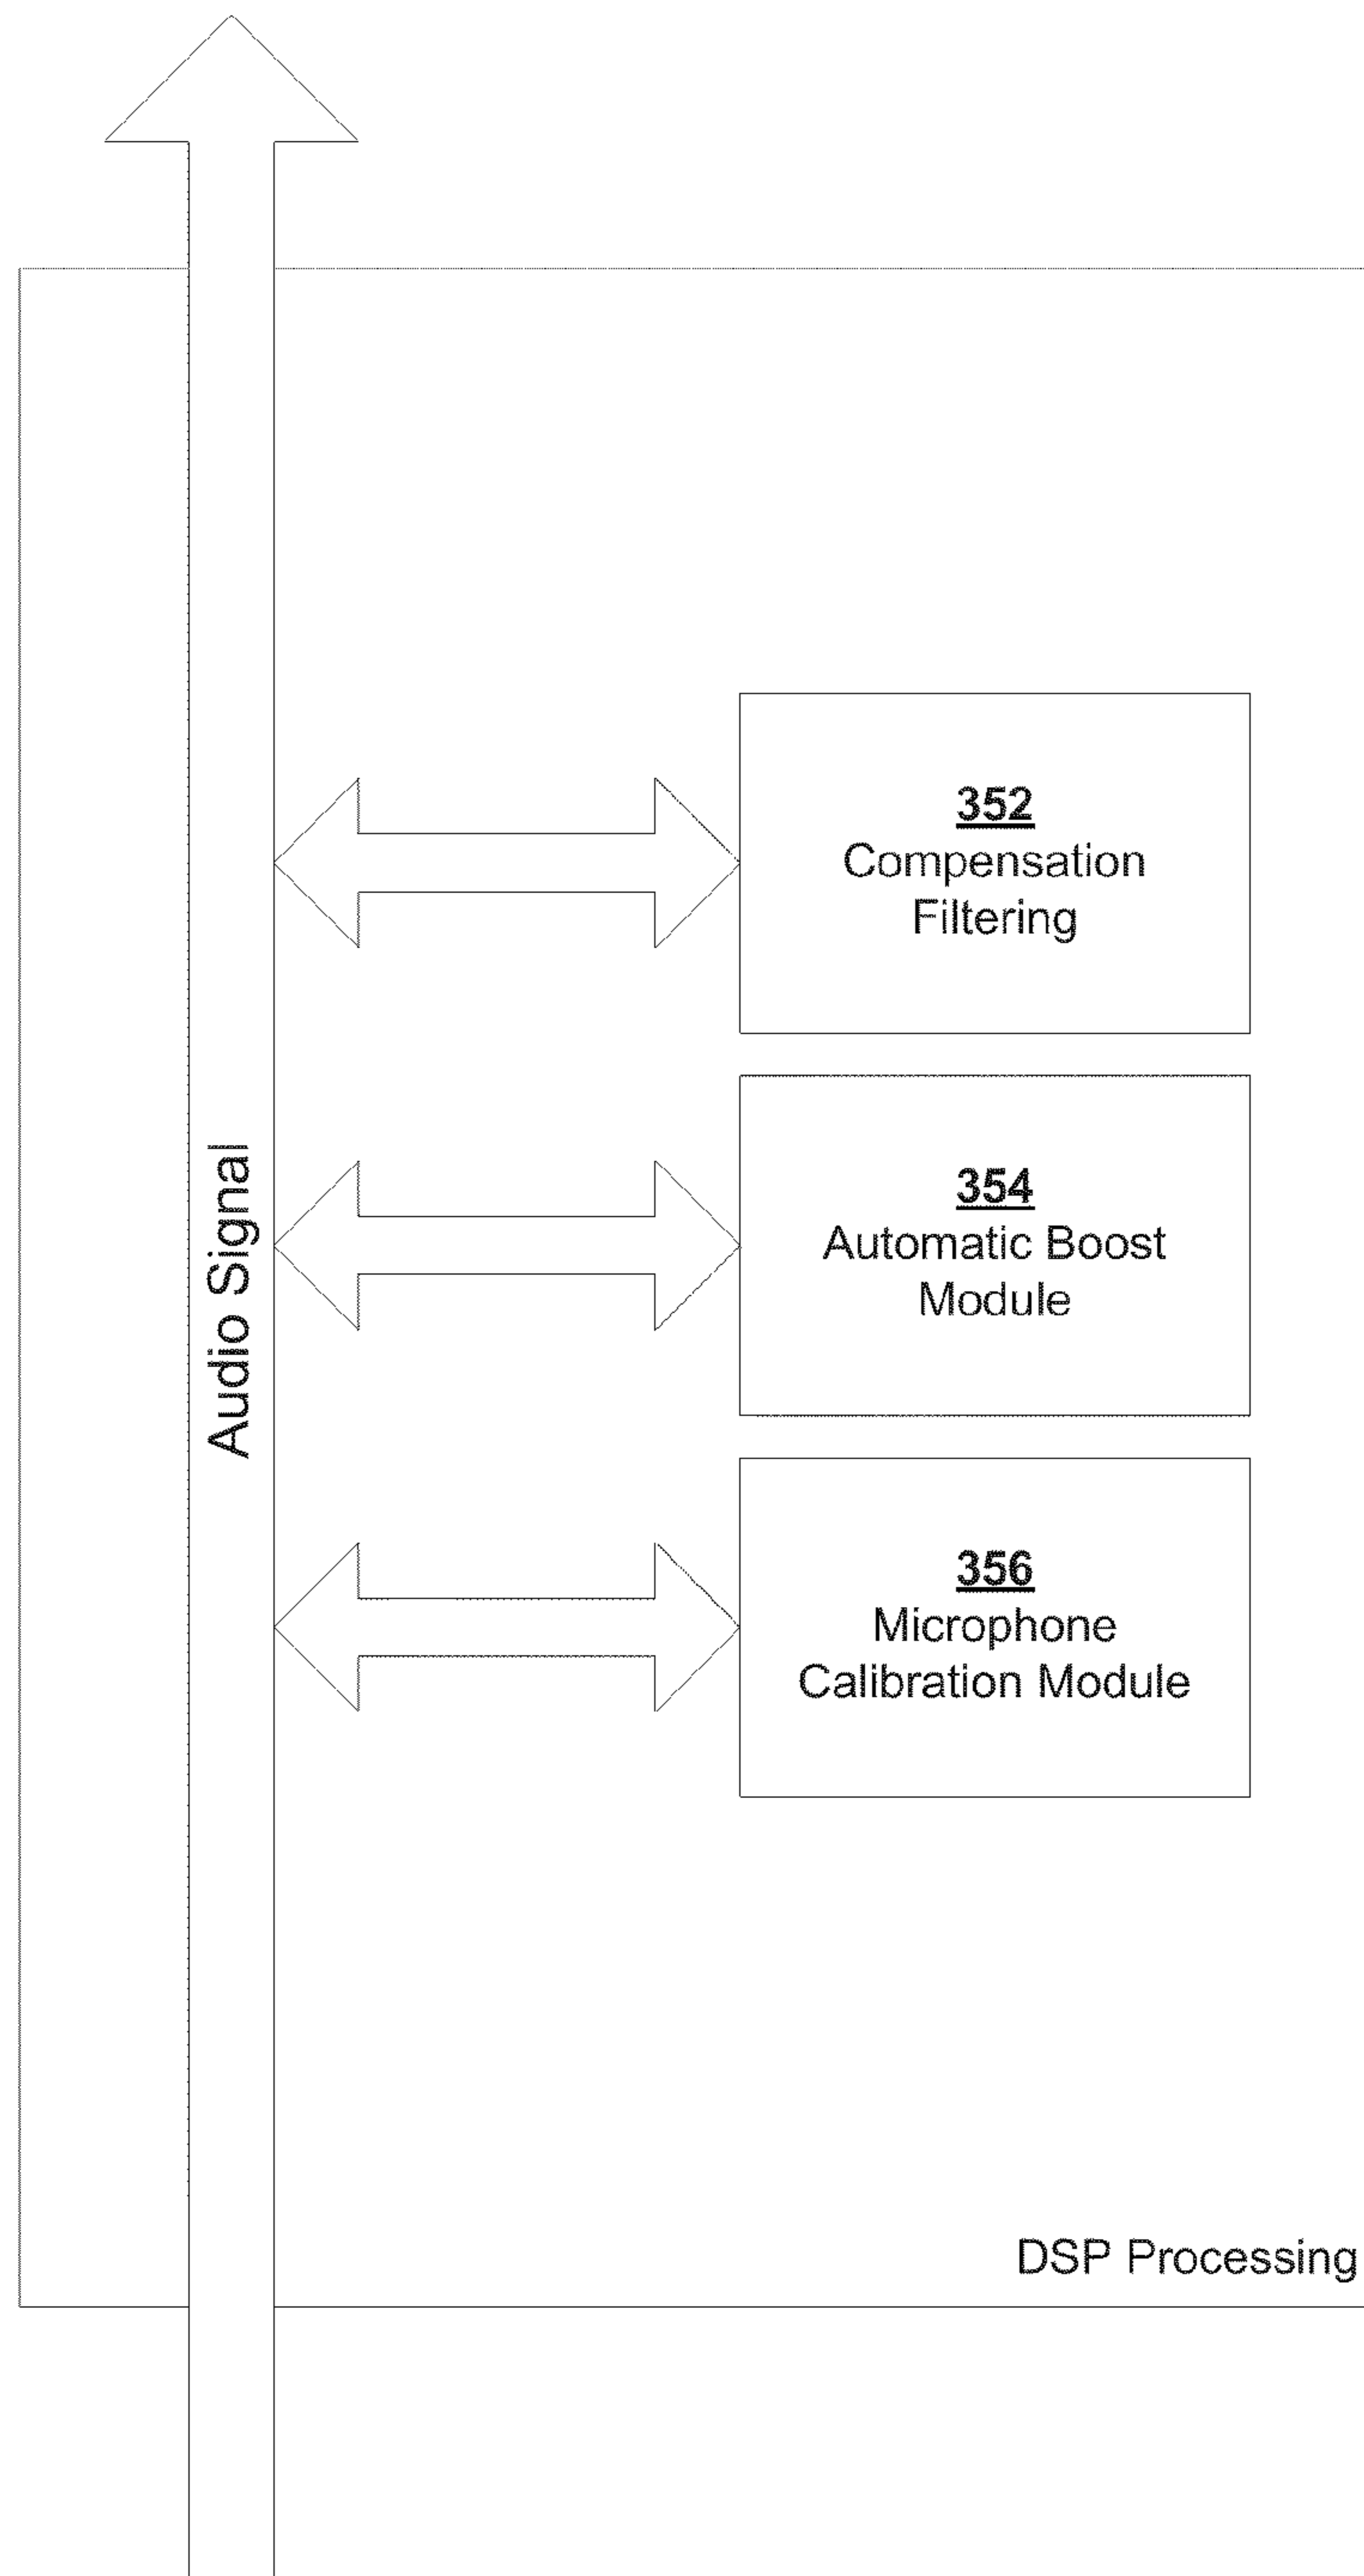 352
Compensation
Filtering
Audio Signal
354
Automatic Boost
Module
356
Microphone
Calibration Module
DSP Processing